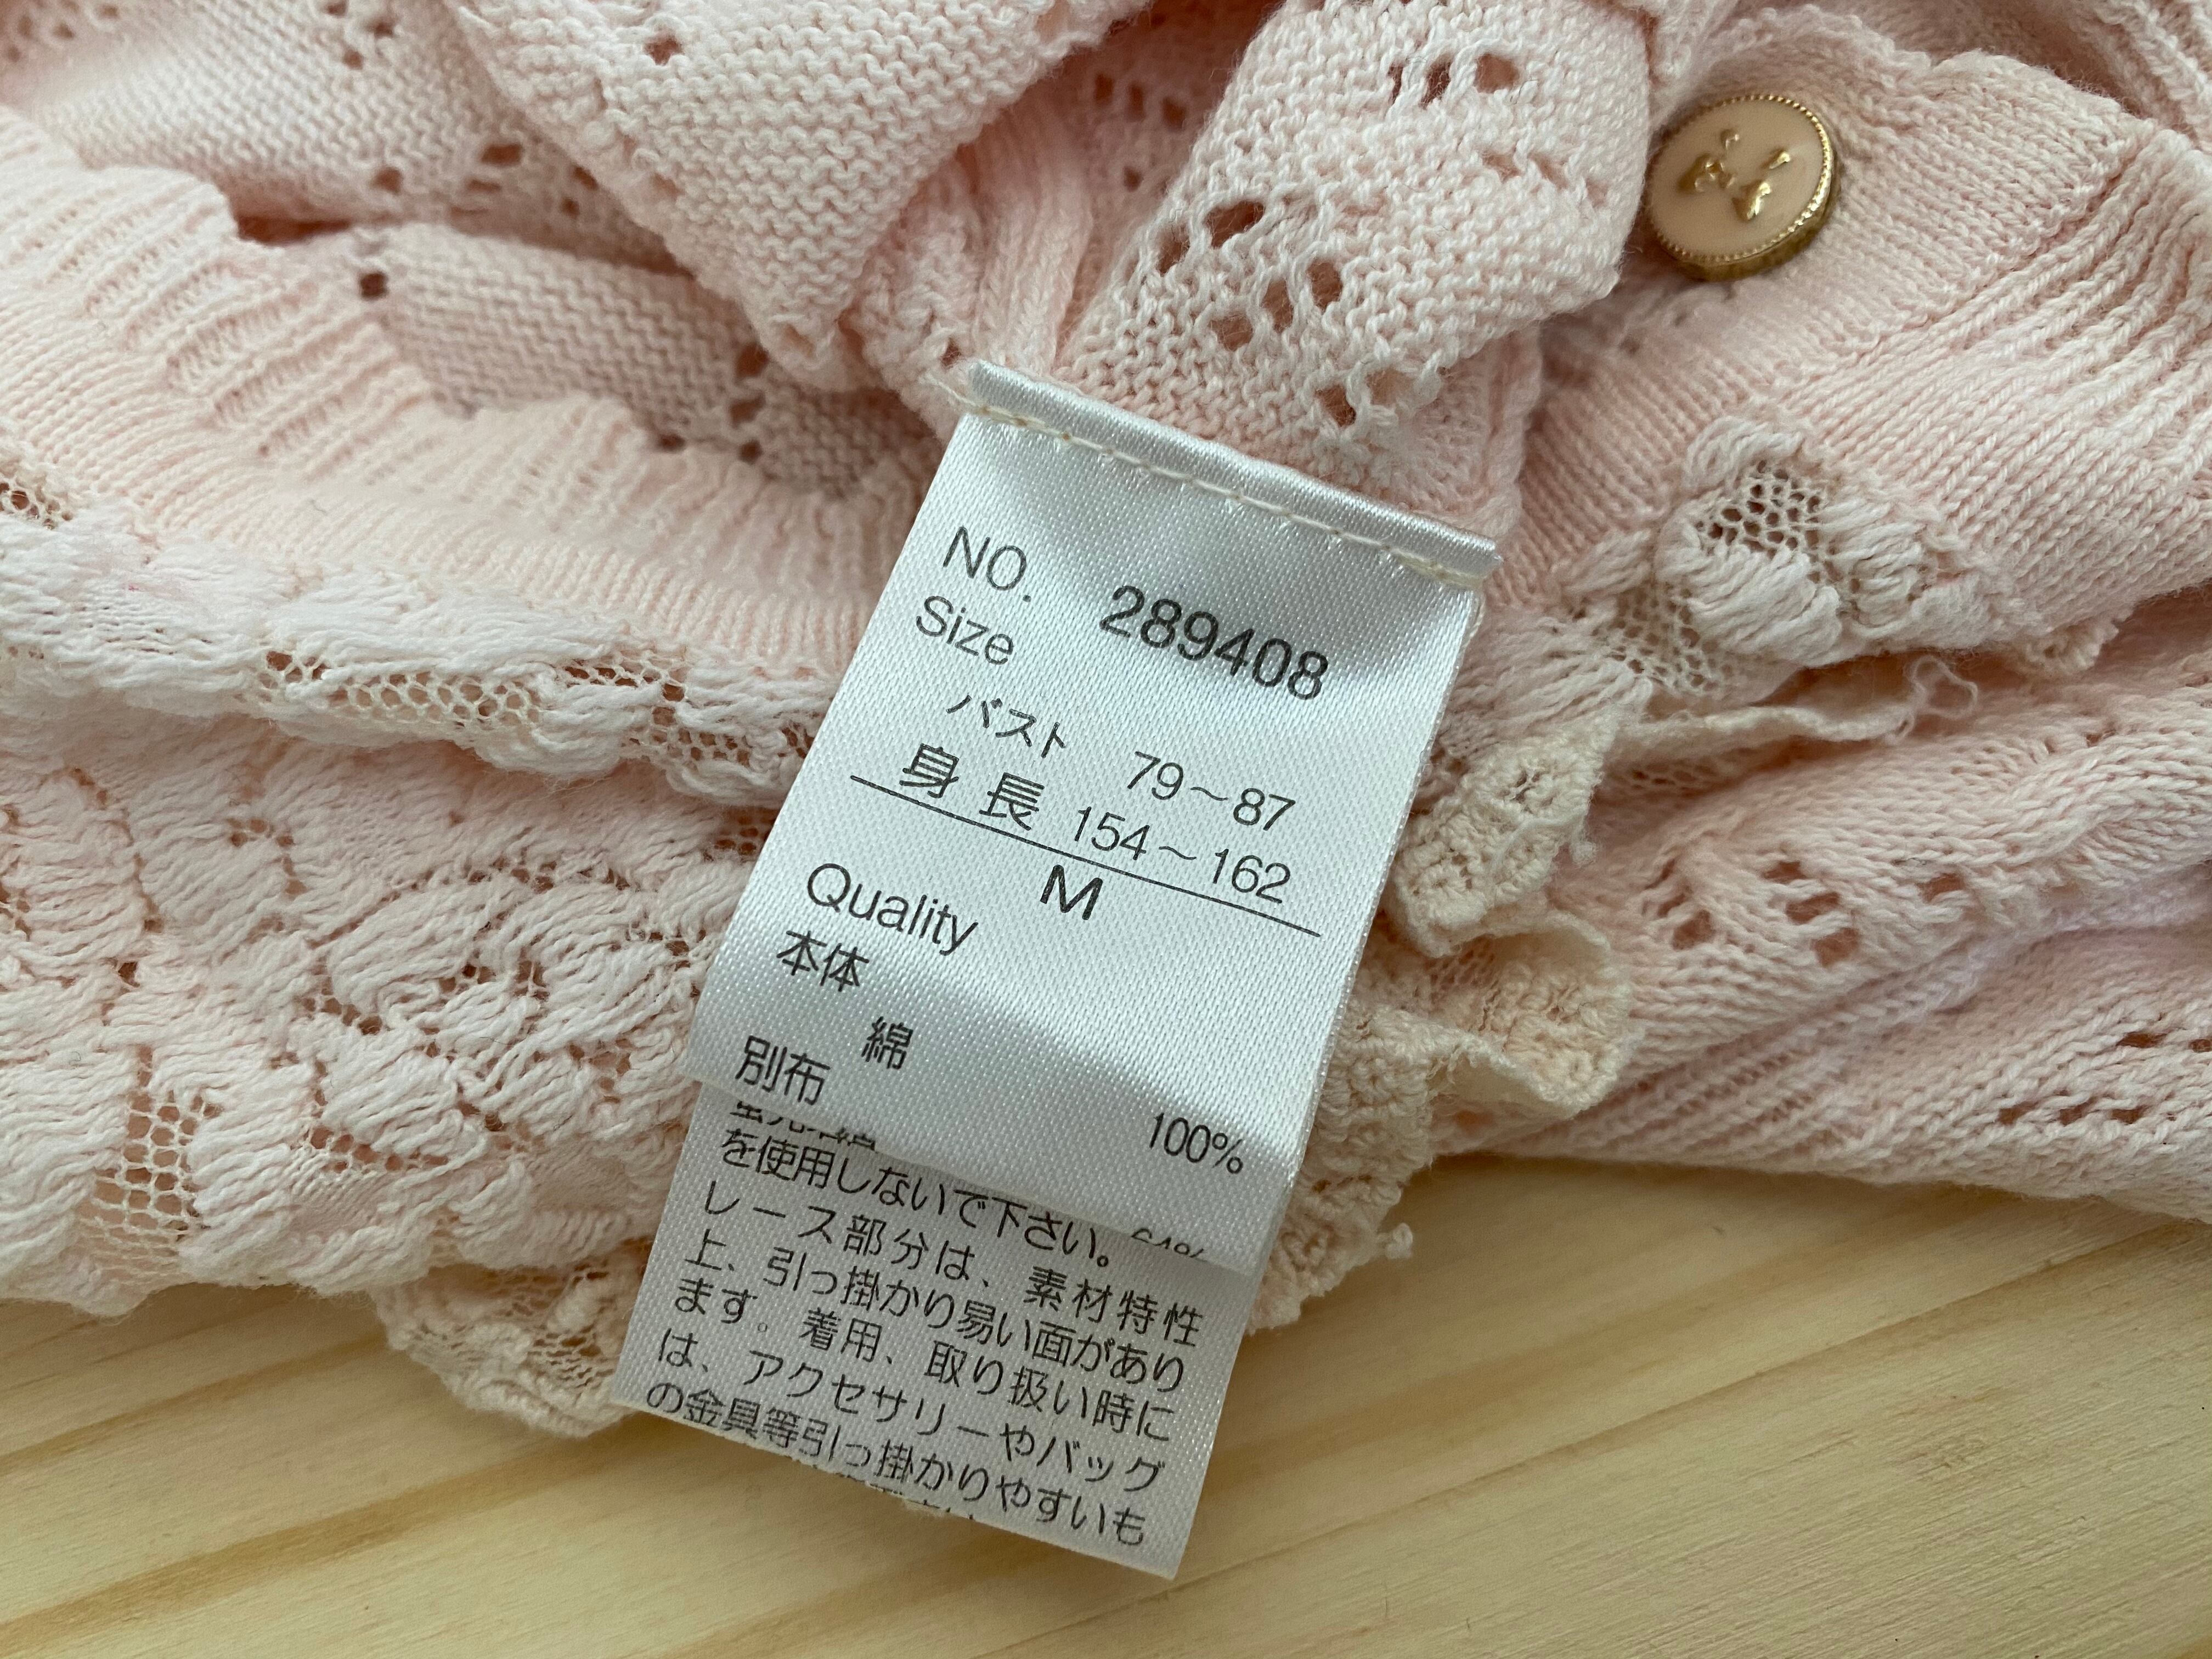 NO. 289408
Size
バスト 79～87
身長 154～162
M
Quality
本体
綿 100%
別布
を使用しないで下さい。
レース部分は、素材特性
上、引っ掛かり易い面があり
ます。着用、取り扱い時に
は、アクセサリーやバッグ
の金具等引っ掛かりやすいも